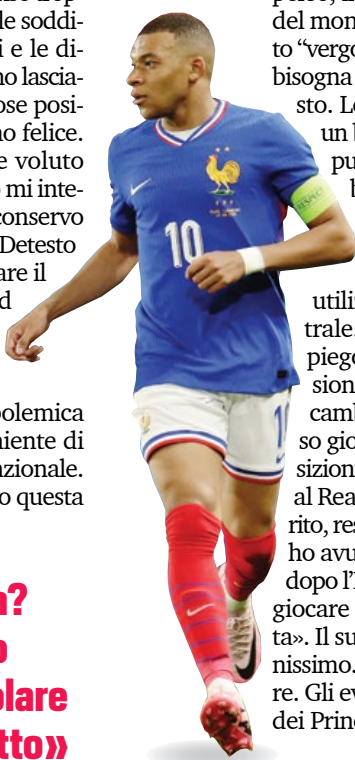 le soddi-
i e le di-
no lascia-
ose posi-
no felice.
e voluto
o mi inte-
conservo
Detesto
are il
d
polemica
niente di
azionale.
o questa
a?
o
olare
tto»
del mon
to “vergo
bisogna
sto. Le
un b
pu
b
utiliz
trale.
piego
sion
camb
so gio
sizion
al Rea
rito, res
ho avu
dopo l’I
giocare
ta». Il su
nissimo.
re. Gli ev
dei Princ
10
RESPECT